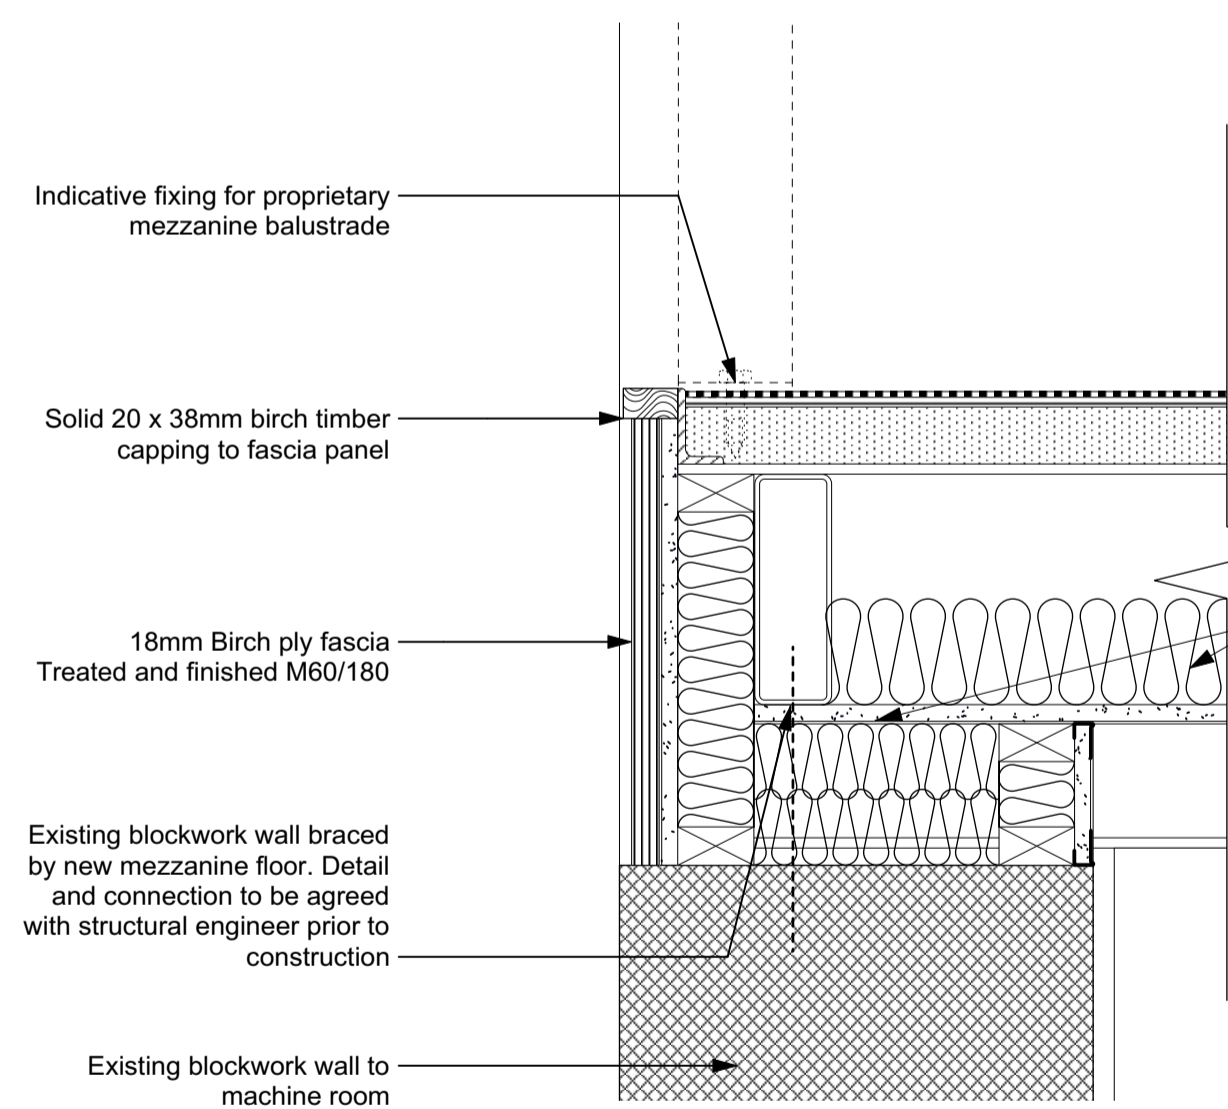 Indicative fixing for proprietary
mezzanine balustrade
Solid 20 x 38mm birch timber
capping to fascia panel
18mm Birch ply fascia
Treated and finished M60/180
Existing blockwork wall braced
by new mezzanine floor. Detail
and connection to be agreed
with structural engineer prior to
construction
Existing blockwork wall to
machine room